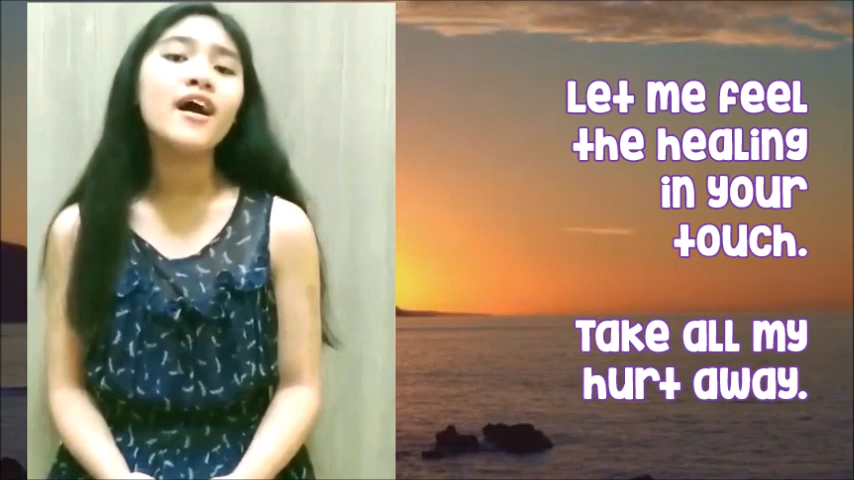 Let me feel
the healing
in your
touch.
Take all my
hurt away.